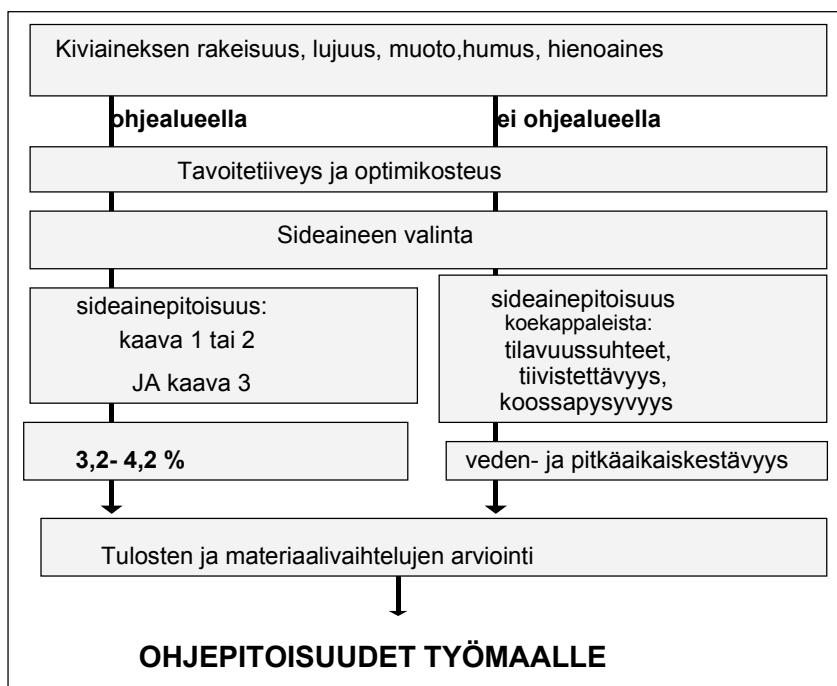 Kiviaineksen rakeisuus, lujuus, muoto,humus, hienoaines
ohjealueella
ei ohjealueella
Tavoitetiiveys ja optimikosteus
Sideaineen valinta
sideainepitoisuus:
kaava 1 tai 2
JA kaava 3
sideainepitoisuus
koekappaleista:
tilavuussuhteet,
tiivistettävyys,
koossapysyvyys
3,2- 4,2 %
veden- ja pitkäaikaiskestävyys
Tulosten ja materiaalivaihtelujen arviointi
OHJEPITOISUUDET TYÖMAALLE